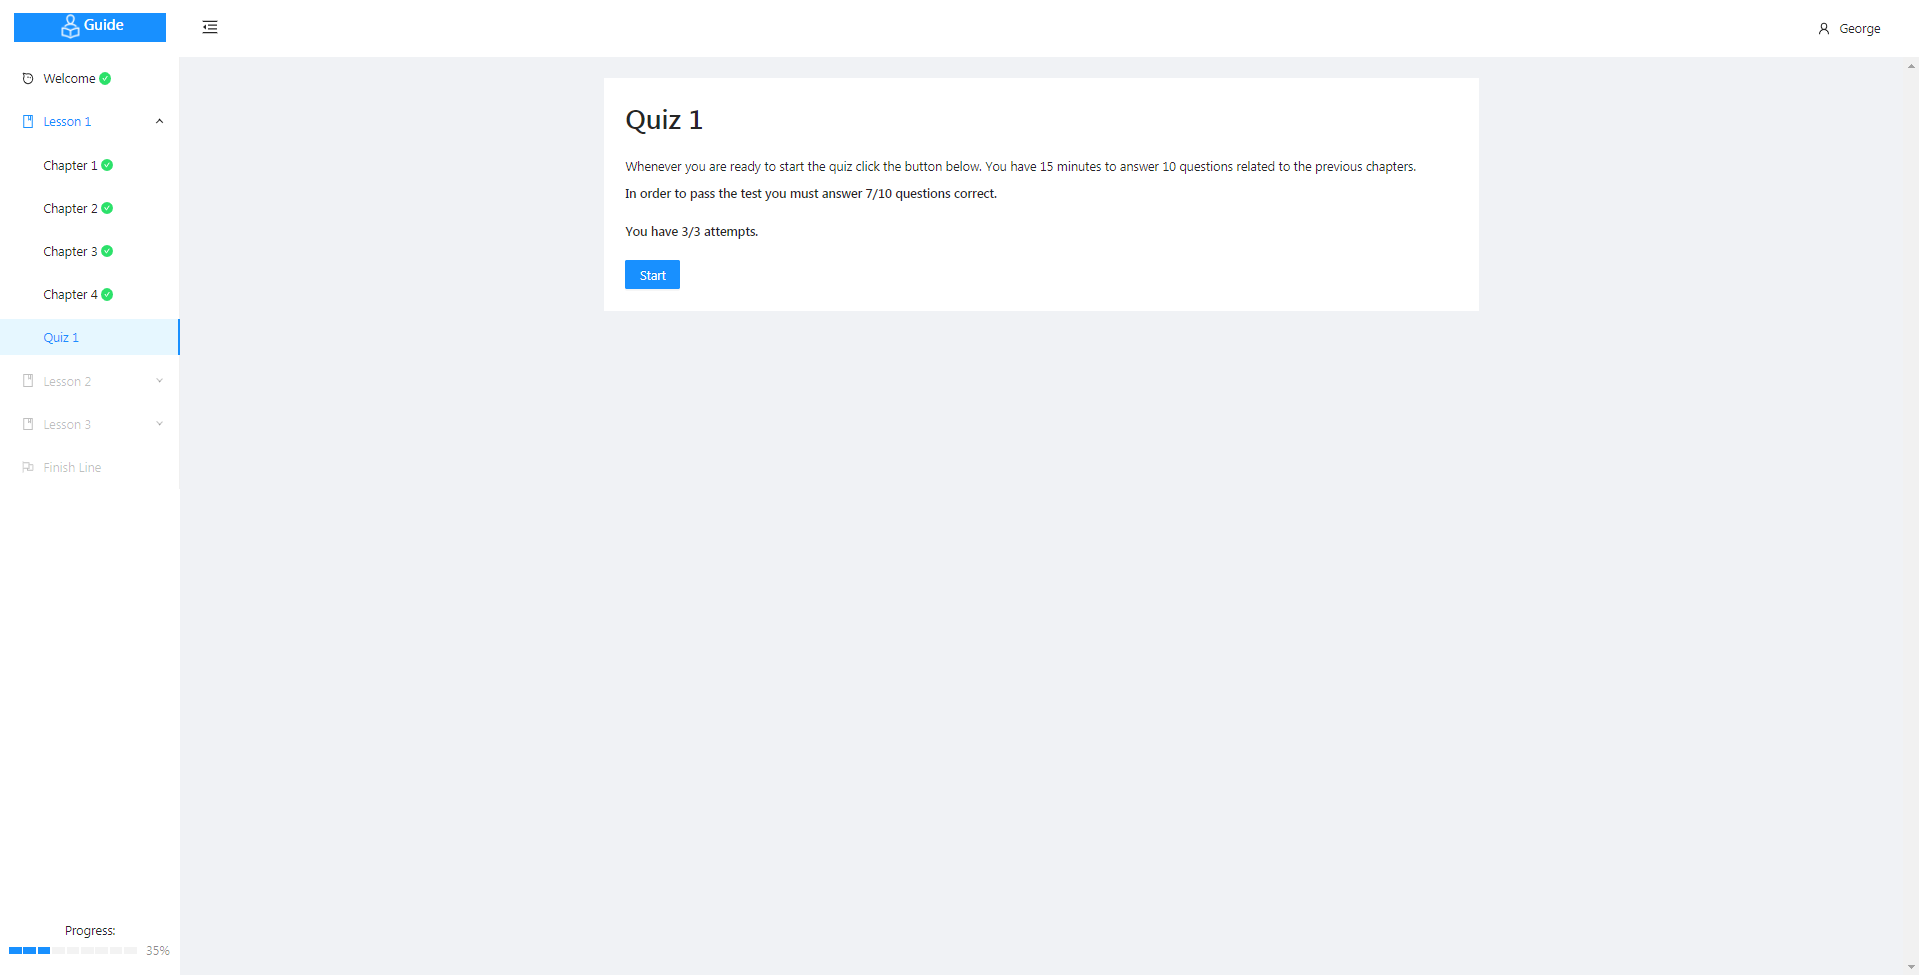 Guide
George
Welcome
Lesson 1
Chapter 1
Chapter 2
Chapter 3
Chapter 4
Quiz 1
Lesson 2
Lesson 3
Finish Line
Progress:
35%
Quiz 1
Whenever you are ready to start the quiz click the button below. You have 15 minutes to answer 10 questions related to the previous chapters.
In order to pass the test you must answer 7/10 questions correct.
You have 3/3 attempts.
Start